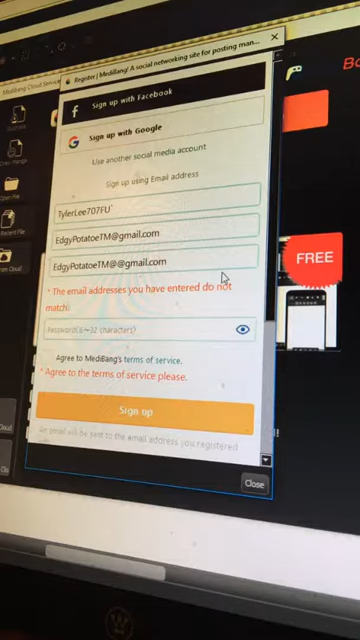 Register | MediBang! A social networking site for posting man...
Medibang Cloud Service
Sign up with Facebook
Sign up with Google
Use another social media account
Sign up using Email address
TylerLee707FU
EdgyPotatoeTM@gmail.com
EdgyPotatoeTM@@gmail.com
* The email addresses you have entered do not
match.
Password(6～32 characters)
Agree to MediBang's terms of service.
* Agree to the terms of service please.
Sign up
An email will be sent to the email address you registered
Close
FREE